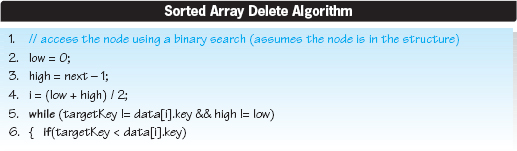 Sorted Array Delete Algorithm
1. // access the node using a binary search (assumes the node is in the structure)
2. low = 0;
3. high = next – 1;
4. i = (low + high) / 2;
5. while (targetKey != data[i].key && high != low)
6. { if(targetKey < data[i].key)